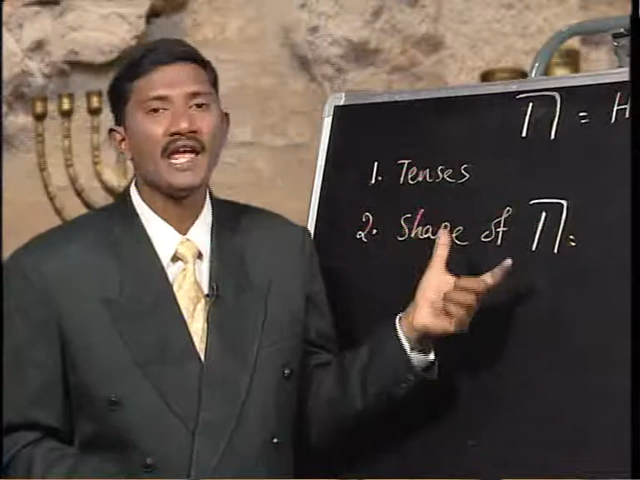 ח = H
1. Tenses
2. Shape of ח: